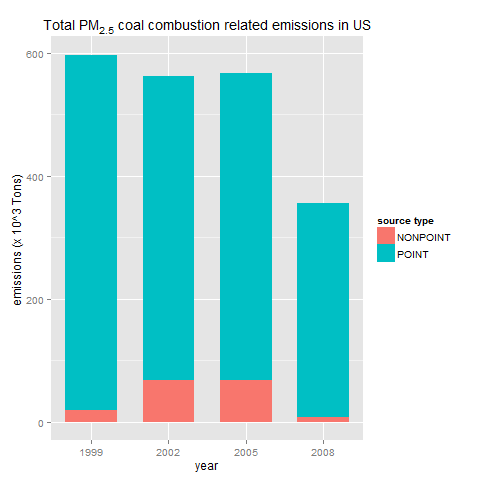 Total PM2.5 coal combustion related emissions in US
emissions (x 10^3 Tons)
600
400
200
0
1999 2002 2005 2008
year
source type
NONPOINT
POINT